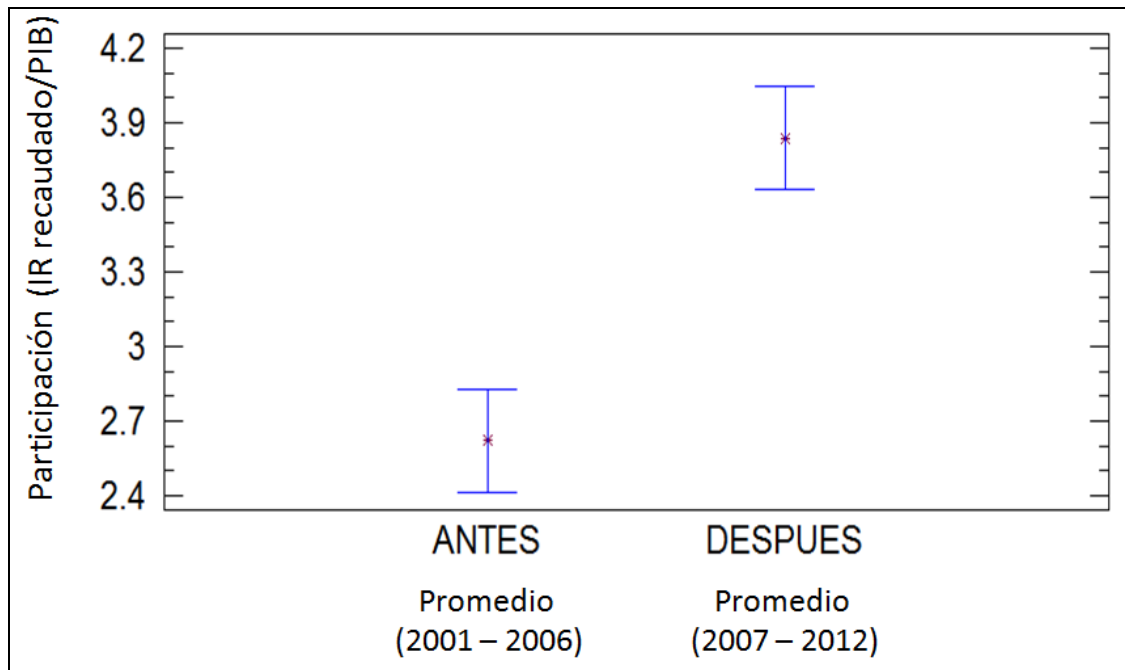 Participación (IR recaudado/PIB)
4.2
3.9
3.6
3.3
3
2.7
2.4
ANTES DESPUES
Promedio Promedio
(2001 – 2006) (2007 – 2012)